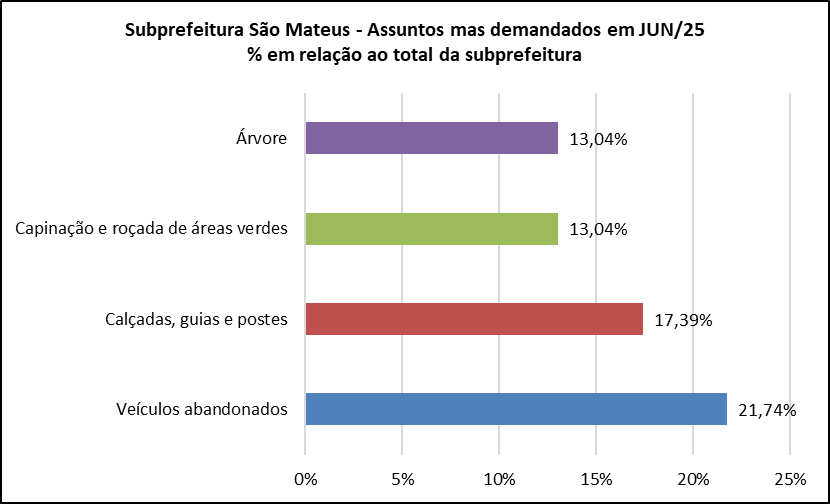 Subprefeitura São Mateus - Assuntos mas demandados em JUN/25
% em relação ao total da subprefeitura
Árvore
13,04%
Capinação e roçada de áreas verdes
13,04%
Calçadas, guias e postes
17,39%
Veículos abandonados
21,74%
0%
5%
10%
15%
20%
25%